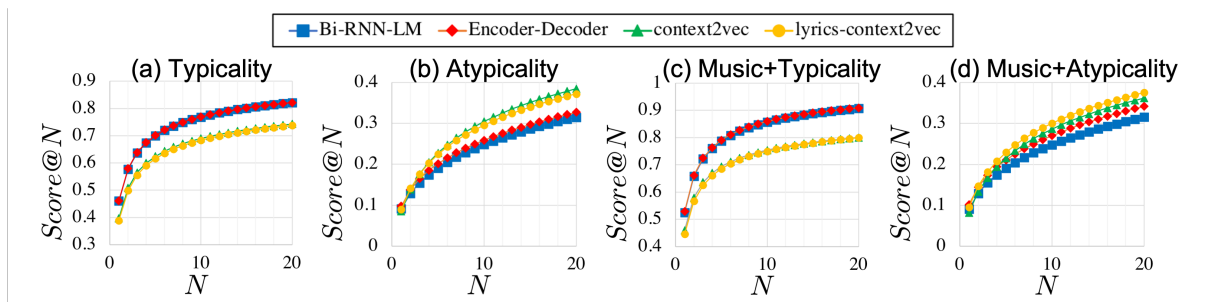 Bi-RNN-LM Encoder-Decoder context2vec lyrics-context2vec
(a) Typicality
Score@N
0.9
0.8
0.7
0.6
0.5
0.4
0.3
0 10 20
N
(b) Atypicality
Score@N
0.4
0.3
0.2
0.1
0
0 10 20
N
(c) Music+Typicality
Score@N
1
0.9
0.8
0.7
0.6
0.5
0.4
0 10 20
N
(d) Music+Atypicality
Score@N
0.4
0.3
0.2
0.1
0
0 10 20
N